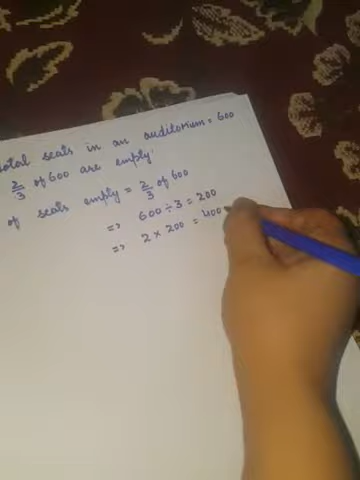 total seats in an auditorium = 600
2/3 of 600 are empty.
of seats empty = 2/3 of 600
=> 600 ÷ 3 = 200
=> 2 × 200 = 400